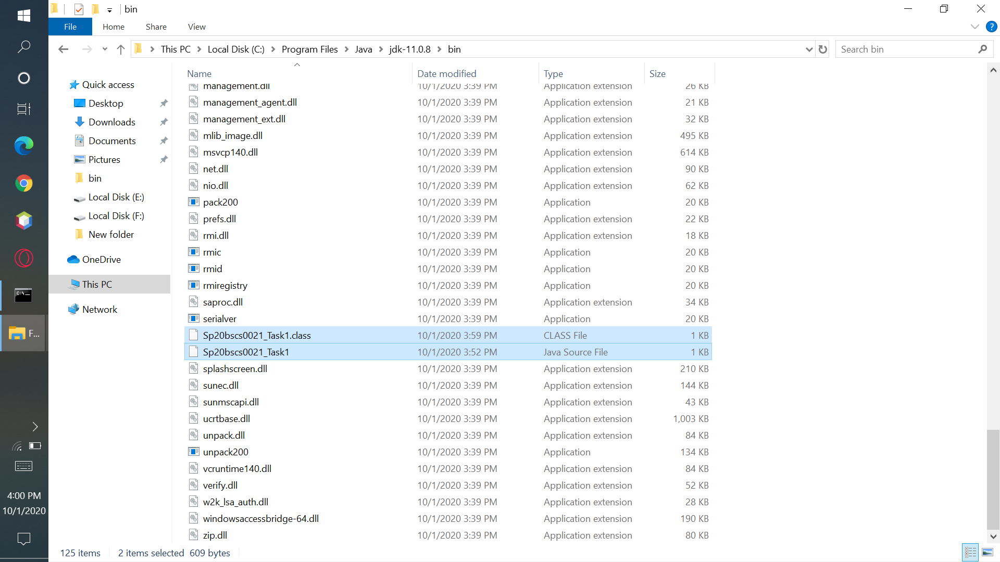 bin
File Home Share View
This PC Local Disk (C:) Program Files Java jdk-11.0.8 bin Search bin
Name Date modified Type Size
Quick access
Desktop
Downloads
Documents
Pictures
bin
Local Disk (E:)
Local Disk (F:)
New folder
OneDrive
This PC
Network
management.dll 10/1/2020 3:39 PM Application extension 26 KB
management_agent.dll 10/1/2020 3:39 PM Application extension 21 KB
management_ext.dll 10/1/2020 3:39 PM Application extension 32 KB
mlib_image.dll 10/1/2020 3:39 PM Application extension 495 KB
msvcp140.dll 10/1/2020 3:39 PM Application extension 614 KB
net.dll 10/1/2020 3:39 PM Application extension 90 KB
nio.dll 10/1/2020 3:39 PM Application extension 62 KB
pack200 10/1/2020 3:39 PM Application 20 KB
prefs.dll 10/1/2020 3:39 PM Application extension 22 KB
rmi.dll 10/1/2020 3:39 PM Application extension 18 KB
rmic 10/1/2020 3:39 PM Application 20 KB
rmid 10/1/2020 3:39 PM Application 20 KB
rmiregistry 10/1/2020 3:39 PM Application 20 KB
saproc.dll 10/1/2020 3:39 PM Application extension 34 KB
serialver 10/1/2020 3:39 PM Application 20 KB
Sp20bscs0021_Task1.class 10/1/2020 3:59 PM CLASS File 1 KB
Sp20bscs0021_Task1 10/1/2020 3:52 PM Java Source File 1 KB
splashscreen.dll 10/1/2020 3:39 PM Application extension 210 KB
sunec.dll 10/1/2020 3:39 PM Application extension 144 KB
sunmscapi.dll 10/1/2020 3:39 PM Application extension 43 KB
ucrtbase.dll 10/1/2020 3:39 PM Application extension 1,003 KB
unpack.dll 10/1/2020 3:39 PM Application extension 84 KB
unpack200 10/1/2020 3:39 PM Application 134 KB
vcruntime140.dll 10/1/2020 3:39 PM Application extension 84 KB
verify.dll 10/1/2020 3:39 PM Application extension 52 KB
w2k_lsa_auth.dll 10/1/2020 3:39 PM Application extension 28 KB
windowsaccessbridge-64.dll 10/1/2020 3:39 PM Application extension 190 KB
zip.dll 10/1/2020 3:39 PM Application extension 80 KB
125 items 2 items selected 609 bytes
F...
4:00 PM
10/1/2020